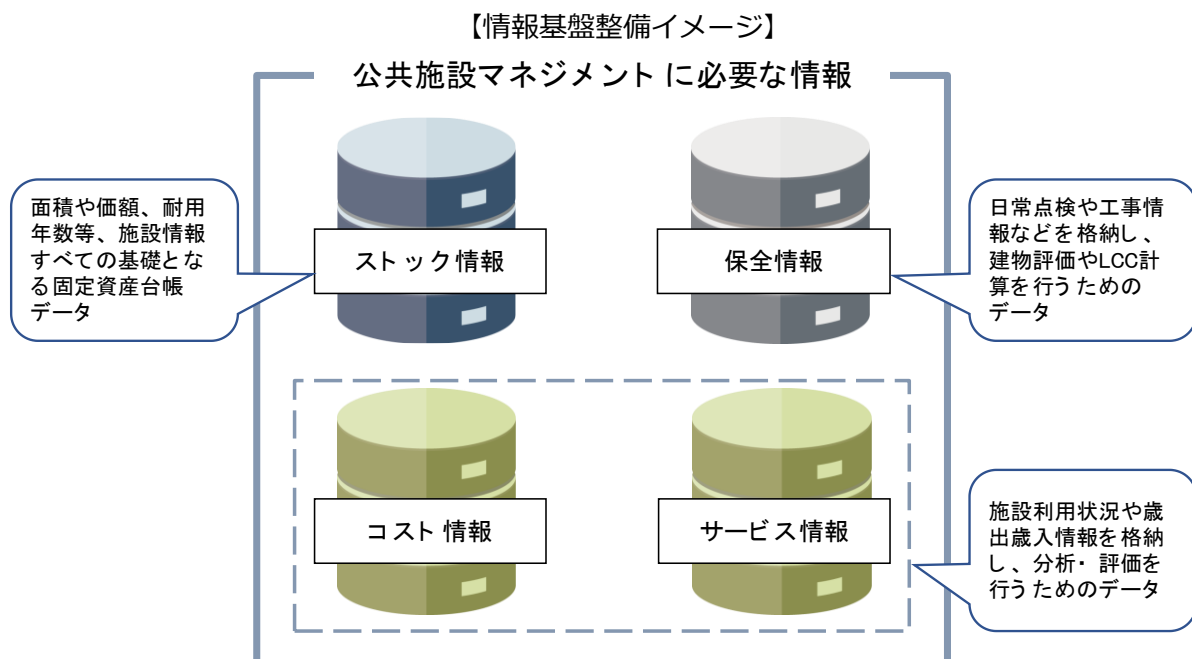 【情報基盤整備イメージ】
公共施設マネジメントに必要な情報
面積や価額、耐用
年数等、施設情報
すべての基礎とな
る固定資産台帳
データ
ストック情報
保全情報
日常点検や工事情
報などを格納し、
建物評価やLCC計
算を行うための
データ
コスト情報
サービス情報
施設利用状況や歳
出歳入情報を格納
し、分析・評価を
行うためのデータ